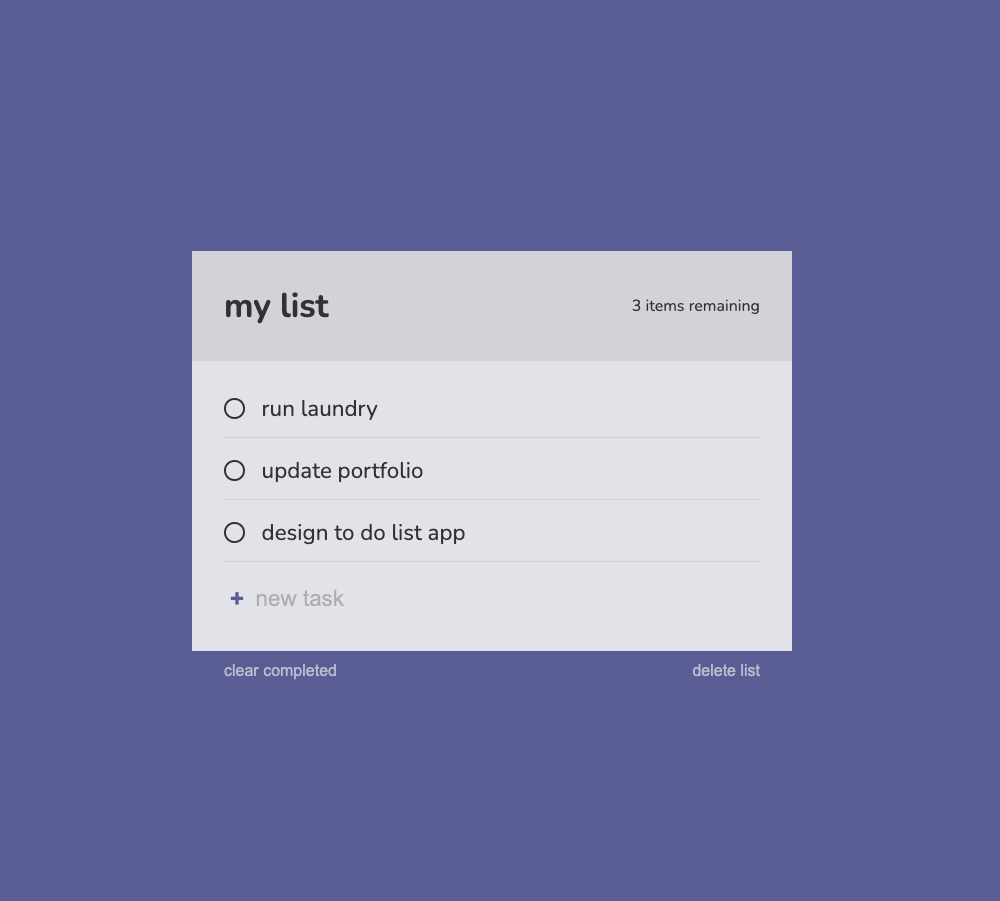 my list
3 items remaining
run laundry
update portfolio
design to do list app
+ new task
clear completed
delete list